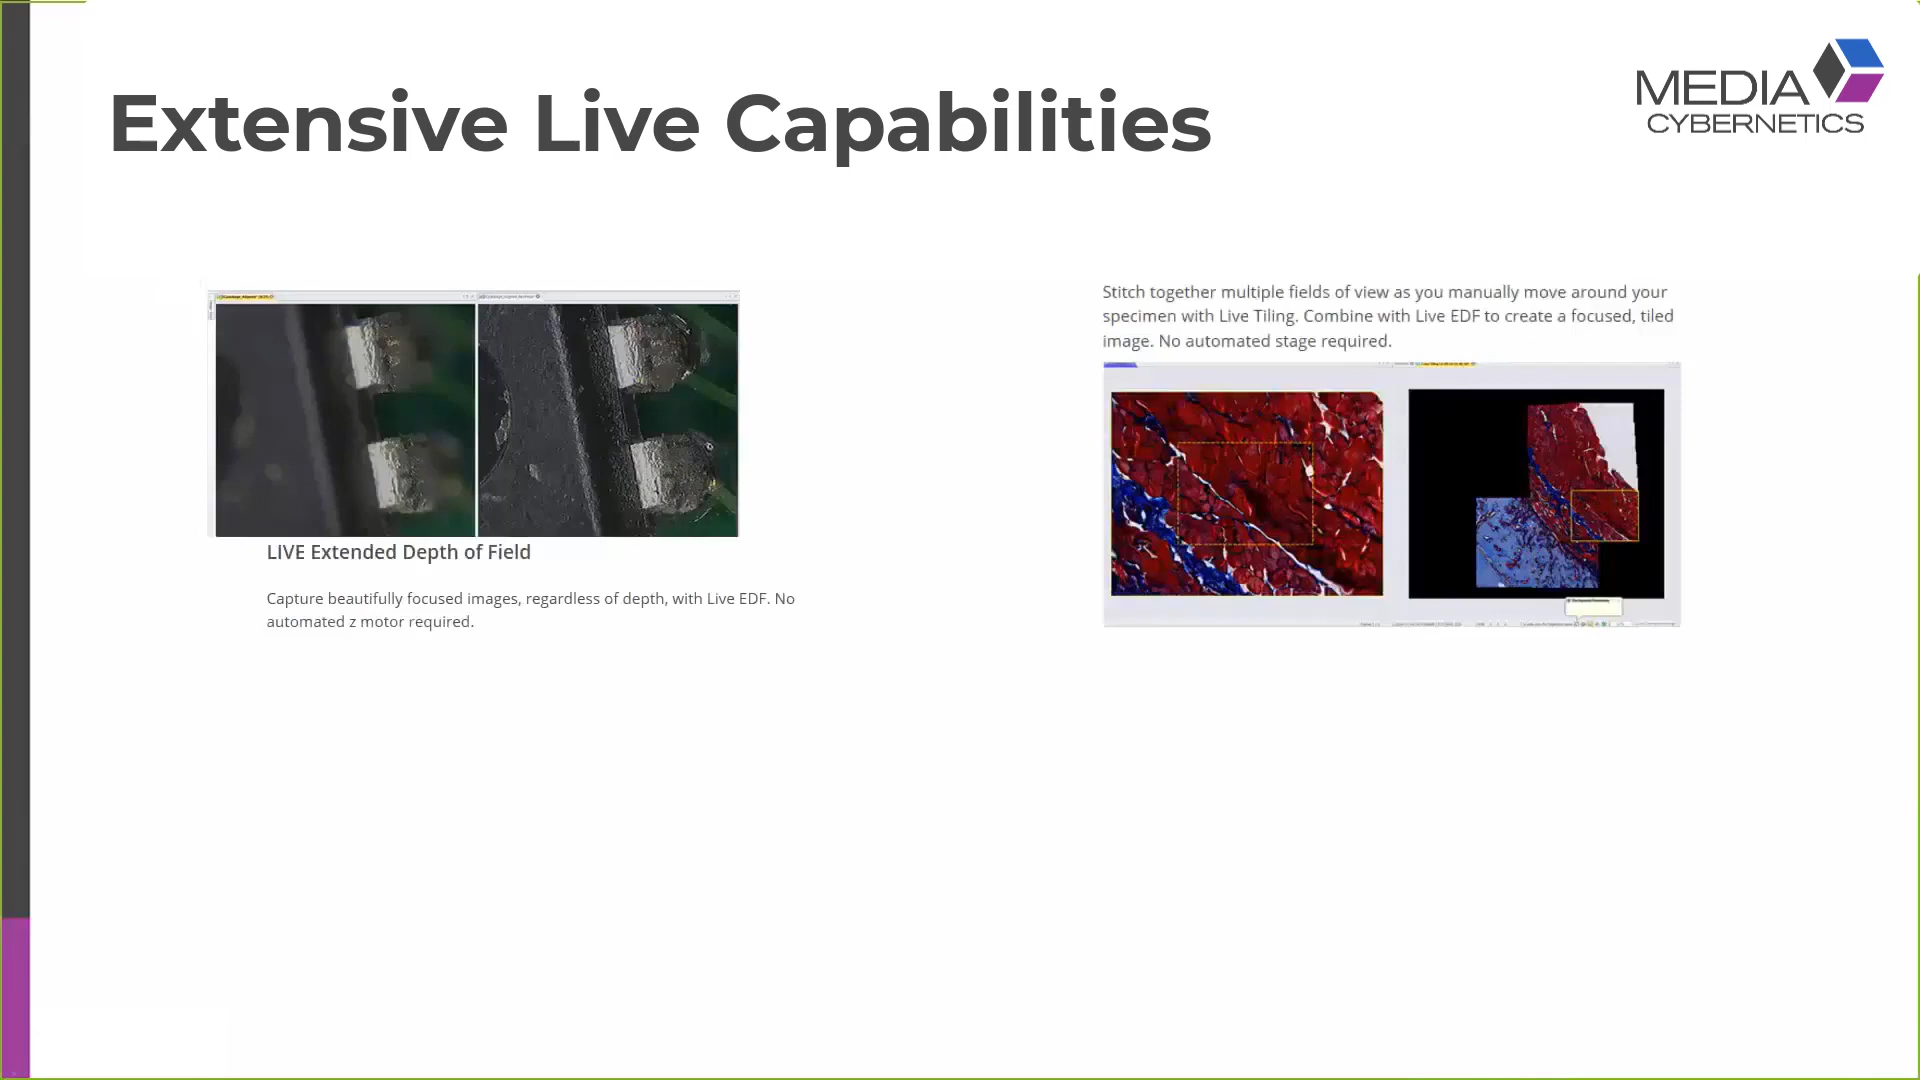 Extensive Live Capabilities
MEDIA
CYBERNETICS
LIVE Extended Depth of Field
Capture beautifully focused images, regardless of depth, with Live EDF. No
automated z motor required.
Stitch together multiple fields of view as you manually move around your
specimen with Live Tiling. Combine with Live EDF to create a focused, tiled
image. No automated stage required.